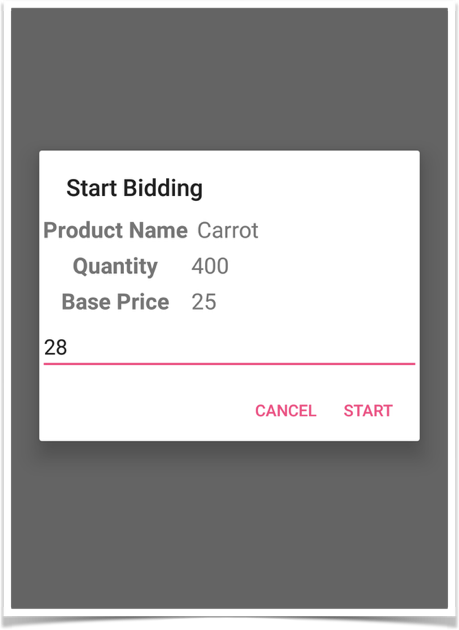 Start Bidding
Product Name Carrot
Quantity 400
Base Price 25
28
CANCEL START